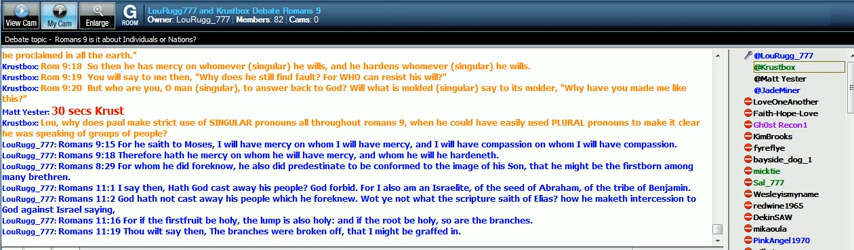 View Cam
My Cam
Enlarge
G
ROOM
LouRugg777 and Krustbox Debate Romans 9
Owner: LouRugg_777 | Members: 82 | Cams: 0
Debate topic - Romans 9 is it about Individuals or Nations?
be proclaimed in all the earth."
Krustbox: Rom 9:18 So then he has mercy on whomever (singular) he wills, and he hardens whomever (singular) he wills.
Krustbox: Rom 9:19 You will say to me then, "Why does he still find fault? For WHO can resist his will?"
Krustbox: Rom 9:20 But who are you, O man (singular), to answer back to God? Will what is molded (singular) say to its molder, "Why have you made me like
this?"
Matt Yester: 30 secs Krust
Krustbox: Lou, why does paul make strict use of SINGULAR pronouns all throughout romans 9, when he could have easily used PLURAL pronouns to make it clear
he was speaking of groups of people?
LouRugg_777: Romans 9:15 For he saith to Moses, I will have mercy on whom I will have mercy, and I will have compassion on whom I will have compassion.
LouRugg_777: Romans 9:18 Therefore hath he mercy on whom he will have mercy, and whom he will he hardeneth.
LouRugg_777: Romans 8:29 For whom he did foreknow, he also did predestinate to be conformed to the image of his Son, that he might be the firstborn among
many brethren.
LouRugg_777: Romans 11:1 I say then, Hath God cast away his people? God forbid. For I also am an Israelite, of the seed of Abraham, of the tribe of Benjamin.
LouRugg_777: Romans 11:2 God hath not cast away his people which he foreknew. Wot ye not what the scripture saith of Elias? how he maketh intercession to
God against Israel saying,
LouRugg_777: Romans 11:16 For if the firstfruit be holy, the lump is also holy: and if the root be holy, so are the branches.
LouRugg_777: Romans 11:19 Thou wilt say then, The branches were broken off, that I might be graffed in.
@LouRugg_777
@Krustbox
@Matt Yester
@JadeMiner
LoveOneAnother
Faith-Hope-Love
Gh0st Recon1
KimBrooks
fyreflye
bayside_dog_1
micktie
Sal_777
Wesleyismyname
redwolf1965
DekinSAW
mikaoula
PinkAngel1970